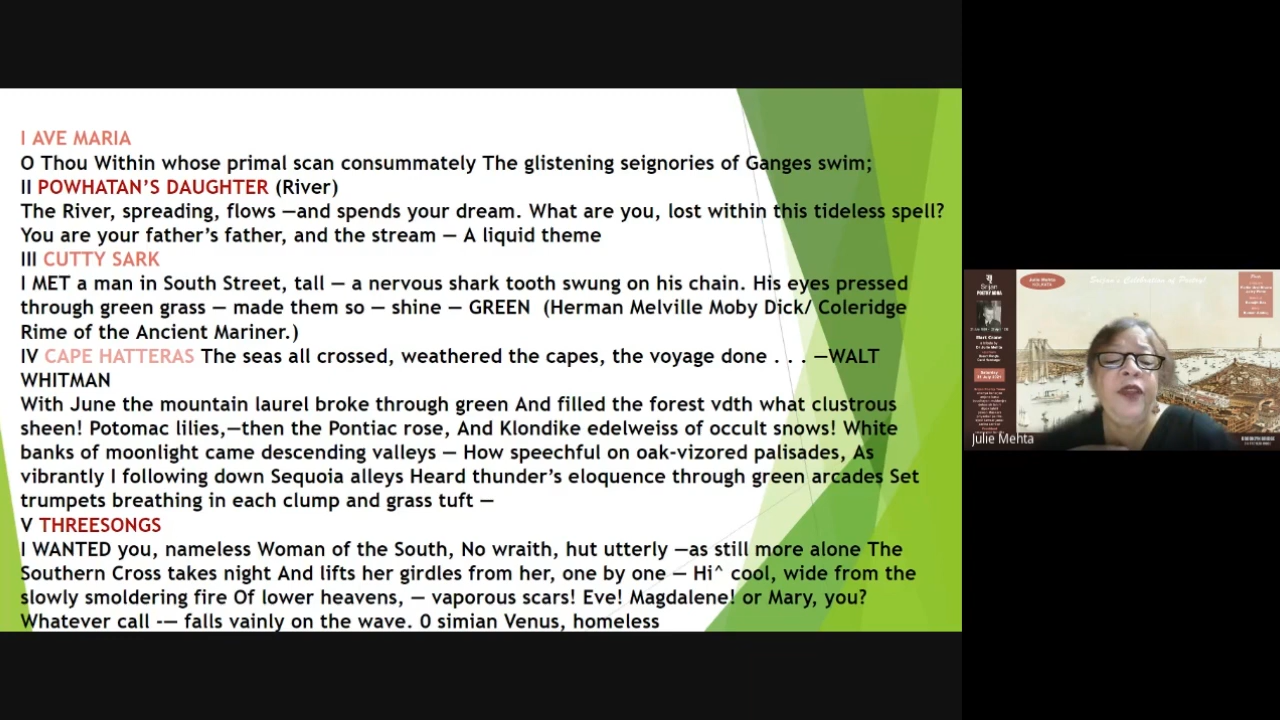 I AVE MARIA
O Thou Within whose primal scan consummately The glistening seignories of Ganges swim;
II POWHATAN’S DAUGHTER (River)
The River, spreading, flows —and spends your dream. What are you, lost within this tideless spell?
You are your father’s father, and the stream — A liquid theme
III CUTTY SARK
I MET a man in South Street, tall — a nervous shark tooth swung on his chain. His eyes pressed
through green grass — made them so — shine — GREEN (Herman Melville Moby Dick/ Coleridge
Rime of the Ancient Mariner.)
IV CAPE HATTERAS The seas all crossed, weathered the capes, the voyage done . . . —WALT
WHITMAN
With June the mountain laurel broke through green And filled the forest vdth what clustrous
sheen! Potomac lilies,—then the Pontiac rose, And Klondike edelweiss of occult snows! White
banks of moonlight came descending valleys — How speechful on oak-vizored palisades, As
vibrantly I following down Sequoia alleys Heard thunder’s eloquence through green arcades Set
trumpets breathing in each clump and grass tuft —
V THREESONGS
I WANTED you, nameless Woman of the South, No wraith, hut utterly —as still more alone The
Southern Cross takes night And lifts her girdles from her, one by one — Hi^ cool, wide from the
slowly smoldering fire Of lower heavens, — vaporous scars! Eve! Magdalene! or Mary, you?
Whatever call -— falls vainly on the wave. 0 simian Venus, homeless
Srijan
POETRY
Julie Mehta
Srijan's Celebration of Poetry
Julie Mehta